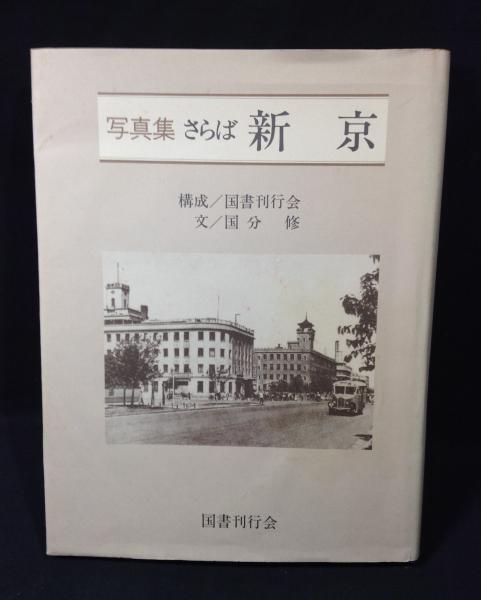 写真集 さらば 新 京
構成／国書刊行会
文／国 分 修
国書刊行会